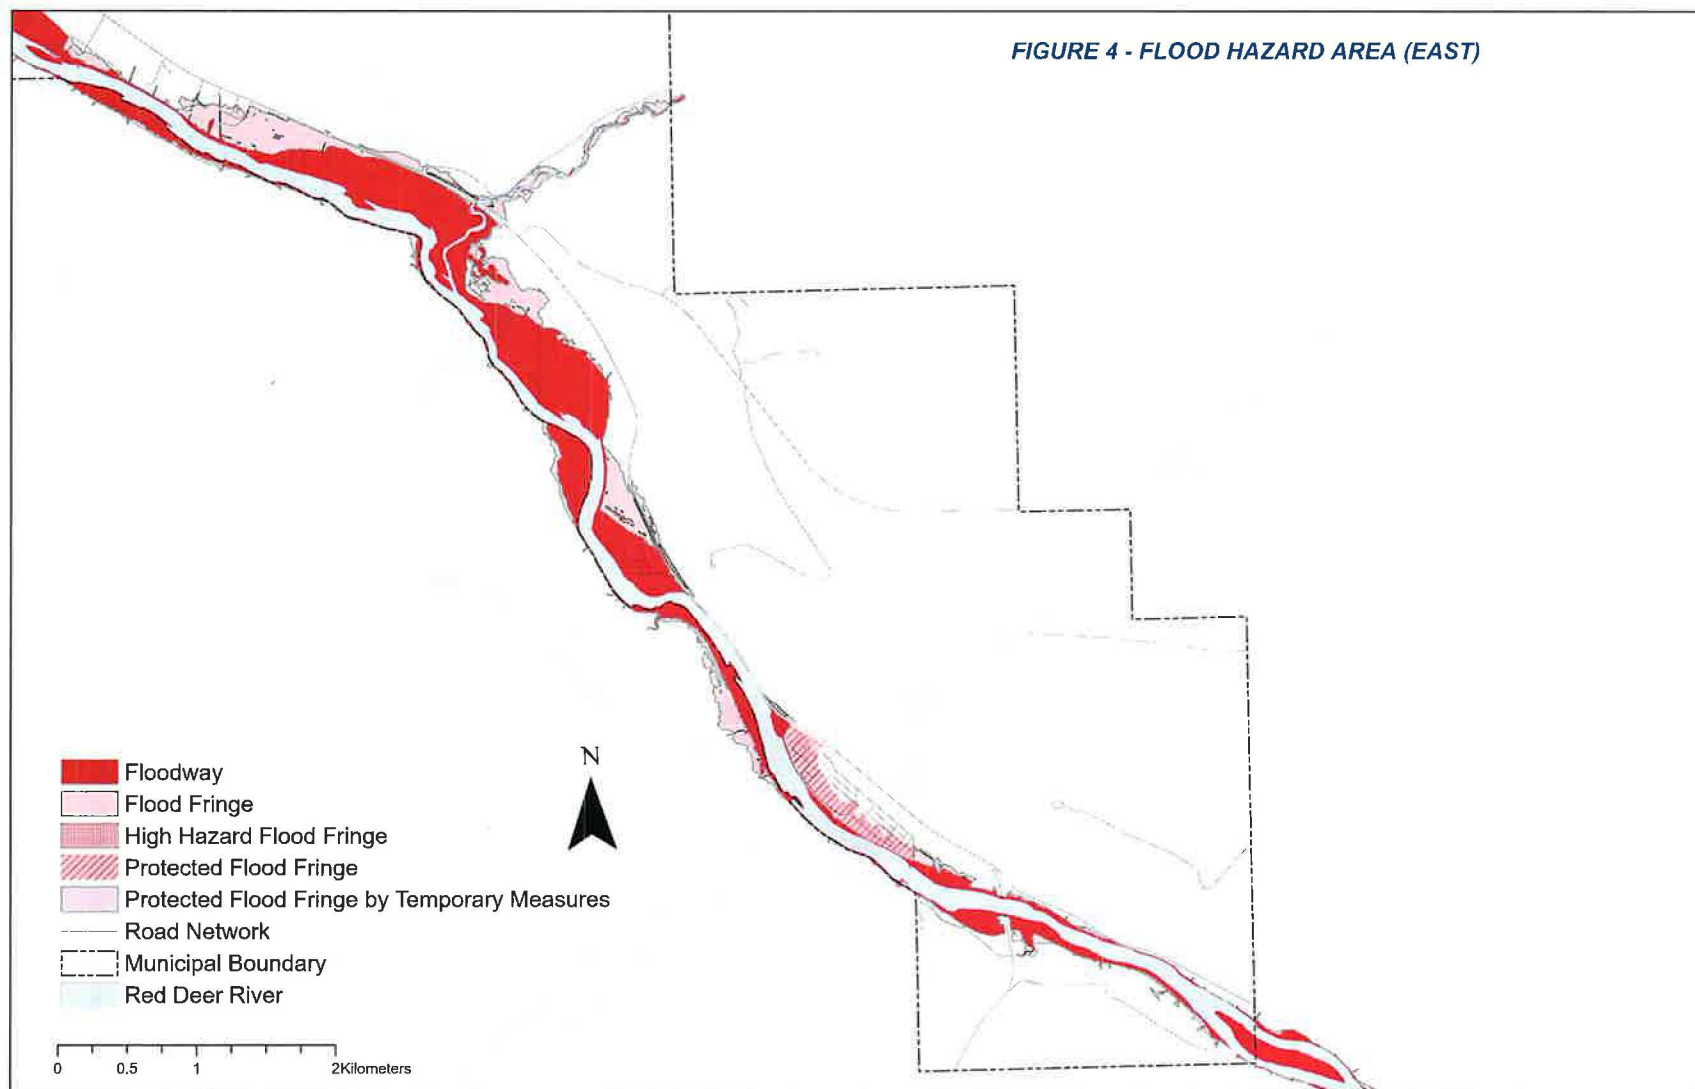 FIGURE 4 - FLOOD HAZARD AREA (EAST)
N
Floodway
Flood Fringe
High Hazard Flood Fringe
Protected Flood Fringe
Protected Flood Fringe by Temporary Measures
Road Network
Municipal Boundary
Red Deer River
0 0.5 1 2Kilometers